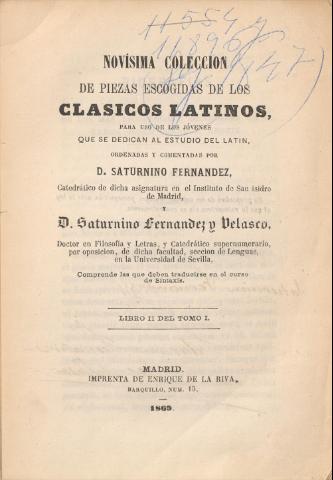 NOVÍSIMA COLECCION
DE PIEZAS ESCOGIDAS DE LOS
CLASICOS LATINOS,
PARA USO DE LOS JÓVENES
QUE SE DEDICAN AL ESTUDIO DEL LATIN,
ORDENADAS Y COMENTADAS POR
D. SATURNINO FERNANDEZ,
Catedrático de dicha asignatura en el Instituto de San isidro
de Madrid,
Y
D. Saturnino Fernandez y Velasco,
Doctor en Filosofía y Letras, y Catedrático supernumerario,
por oposicion, de dicha facultad, seccion de Lenguas,
en la Universidad de Sevilla,
Comprende las que deben traducirse en el curso
de Sintáxis.
LIBRO II DEL TOMO I.
MADRID.
IMPRENTA DE ENRIQUE DE LA RIVA,
BARQUILLO, NUM. 15.
1865